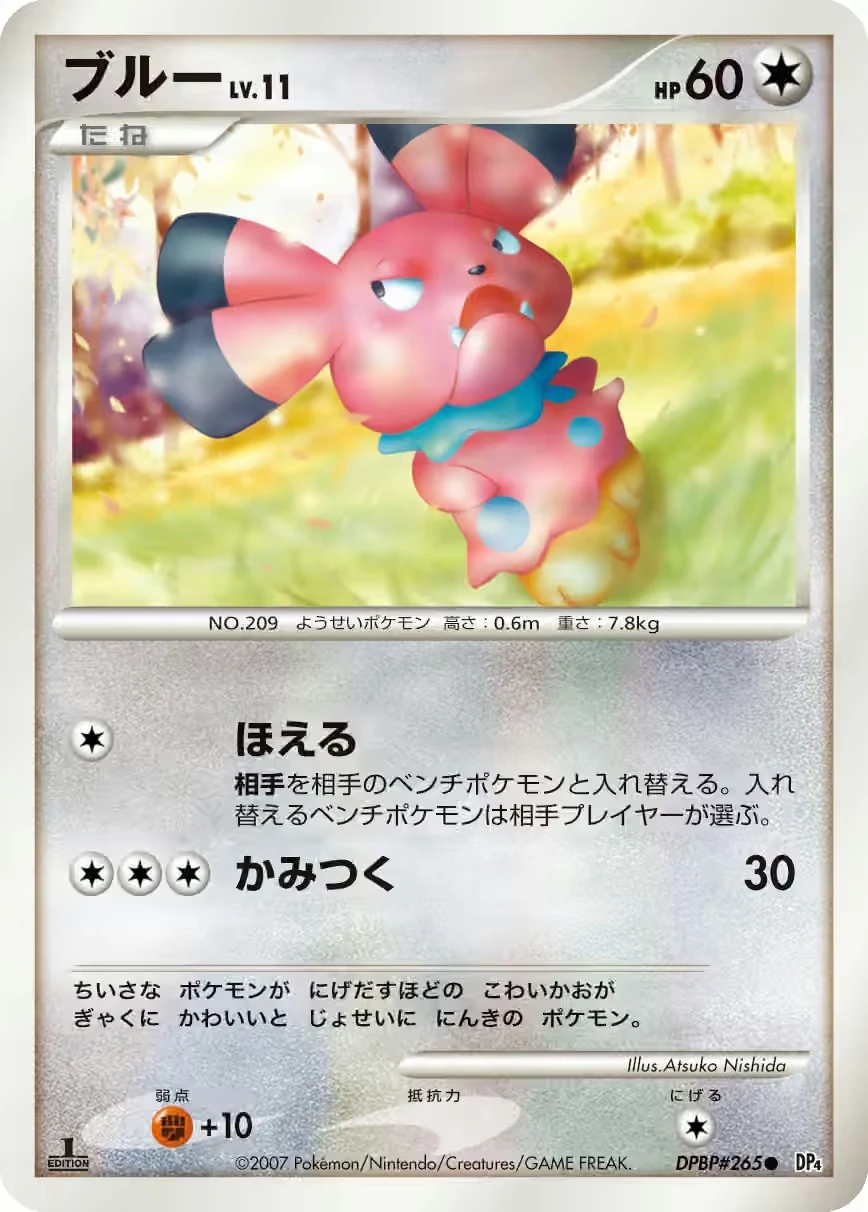 ブルー LV.11 HP60
たね
NO.209 ようせいポケモン 高さ:0.6m 重さ:7.8kg
ほえる
相手を相手のベンチポケモンと入れ替える。入れ
替えるベンチポケモンは相手プレイヤーが選ぶ。
かみつく 30
ちいさな ポケモンが にげだすほどの こわいかおが
ぎゃくに かわいいと じょせいに にんきの ポケモン。
Illus.Atsuko Nishida
弱点 抵抗力 にげる
+10
1 EDITION ©2007 Pokémon/Nintendo/Creatures/GAME FREAK. DPBP#265● DP4